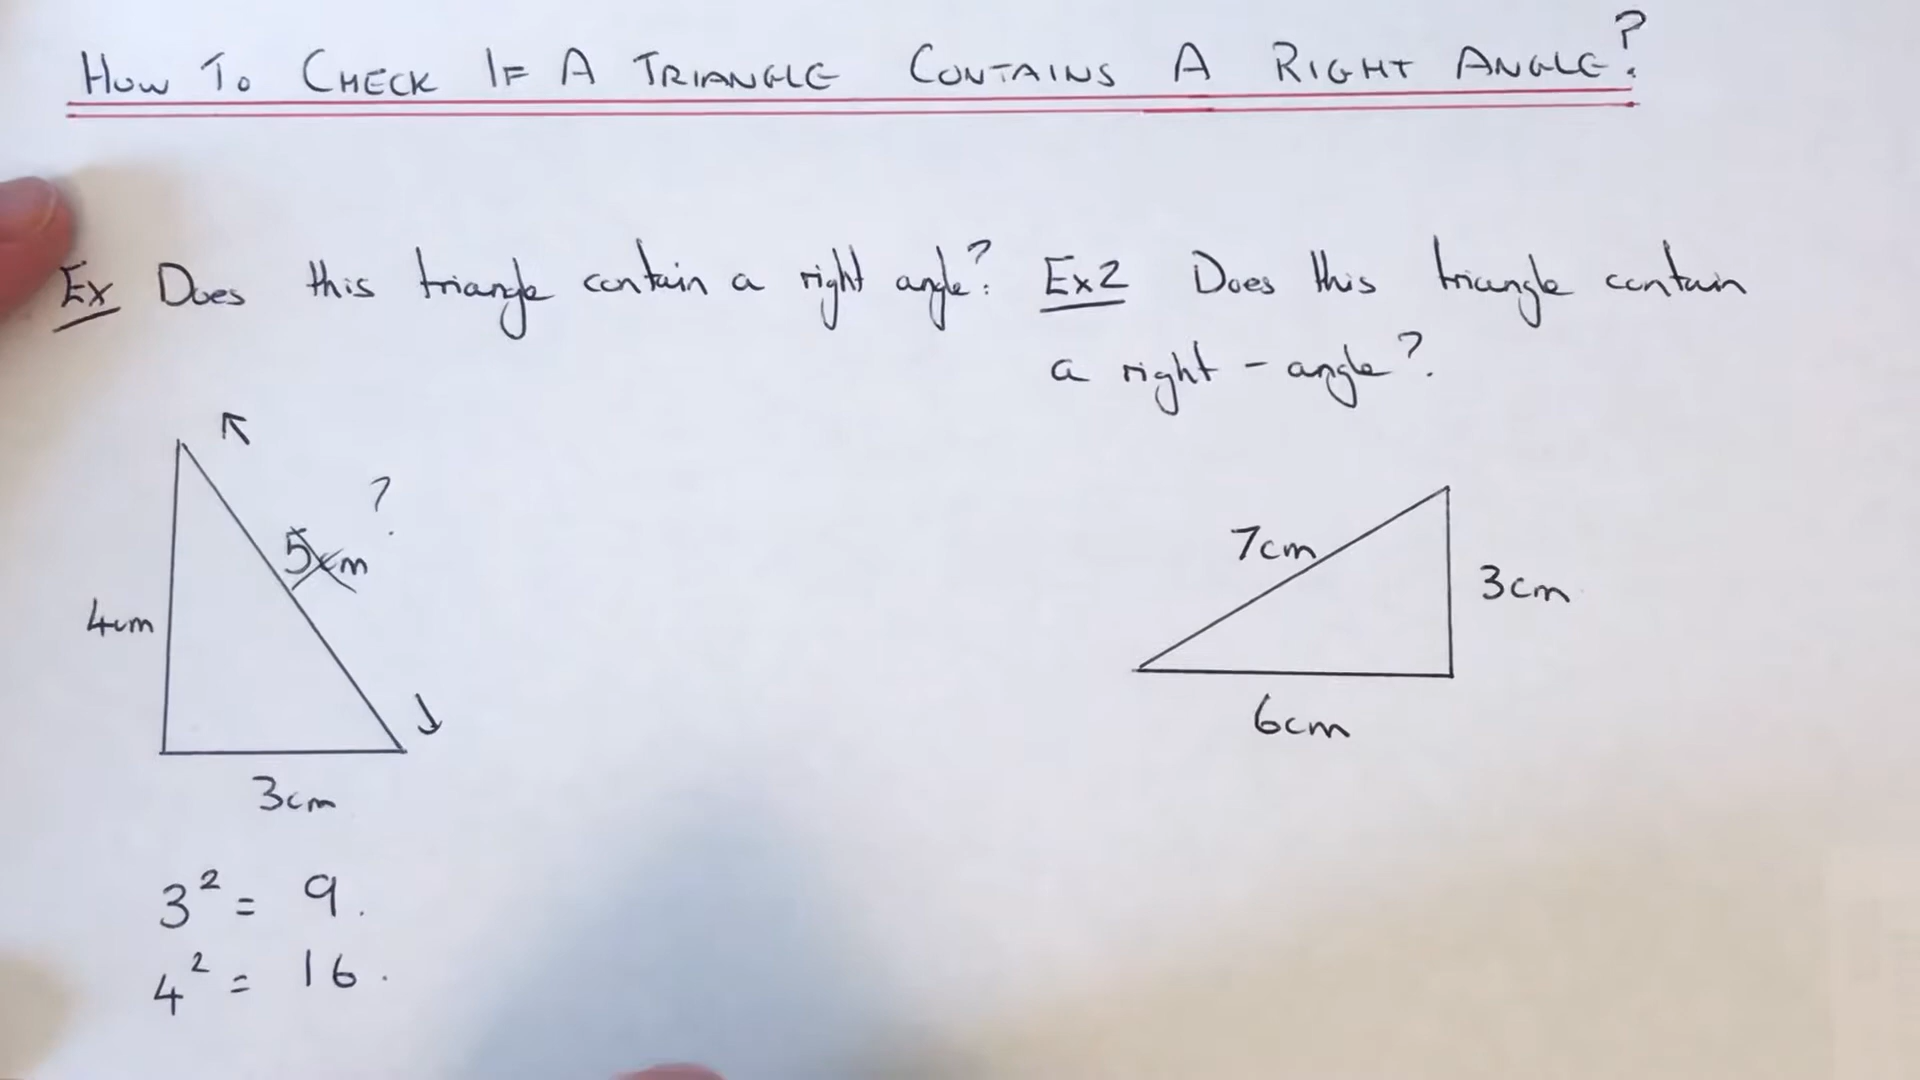 HOW TO CHECK IF A TRIANGLE CONTAINS A RIGHT ANGLE?
Ex Does this triangle contain a right angle?
4cm
5cm
?
3cm
3² = 9.
4² = 16.
Ex2 Does this triangle contain
a right-angle?
7cm
3cm
6cm